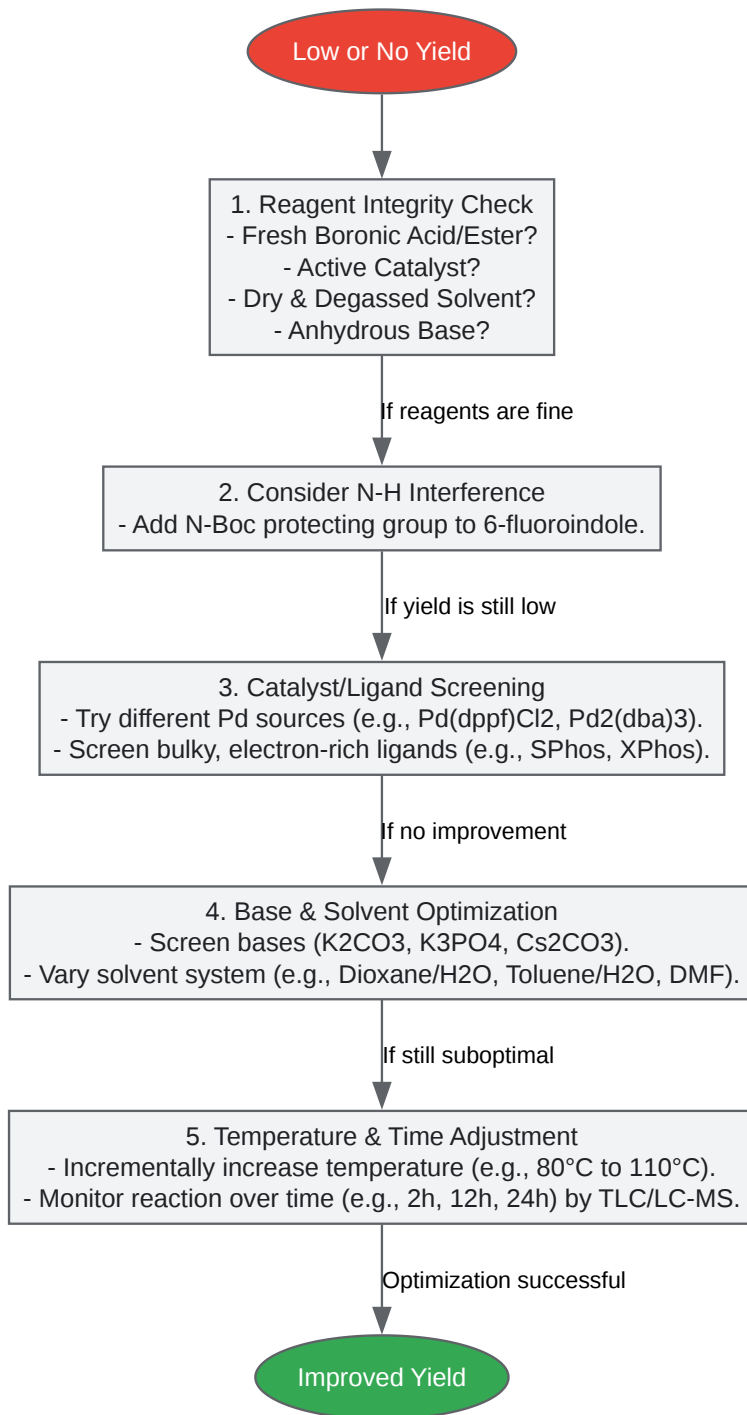 Low or No Yield
1. Reagent Integrity Check
- Fresh Boronic Acid/Ester?
- Active Catalyst?
- Dry & Degassed Solvent?
- Anhydrous Base?
If reagents are fine
2. Consider N-H Interference
- Add N-Boc protecting group to 6-fluoroindole.
If yield is still low
3. Catalyst/Ligand Screening
- Try different Pd sources (e.g., Pd(dppf)Cl2, Pd2(dba)3).
- Screen bulky, electron-rich ligands (e.g., SPhos, XPhos).
If no improvement
4. Base & Solvent Optimization
- Screen bases (K2CO3, K3PO4, Cs2CO3).
- Vary solvent system (e.g., Dioxane/H2O, Toluene/H2O, DMF).
If still suboptimal
5. Temperature & Time Adjustment
- Incrementally increase temperature (e.g., 80°C to 110°C).
- Monitor reaction over time (e.g., 2h, 12h, 24h) by TLC/LC-MS.
Optimization successful
Improved Yield